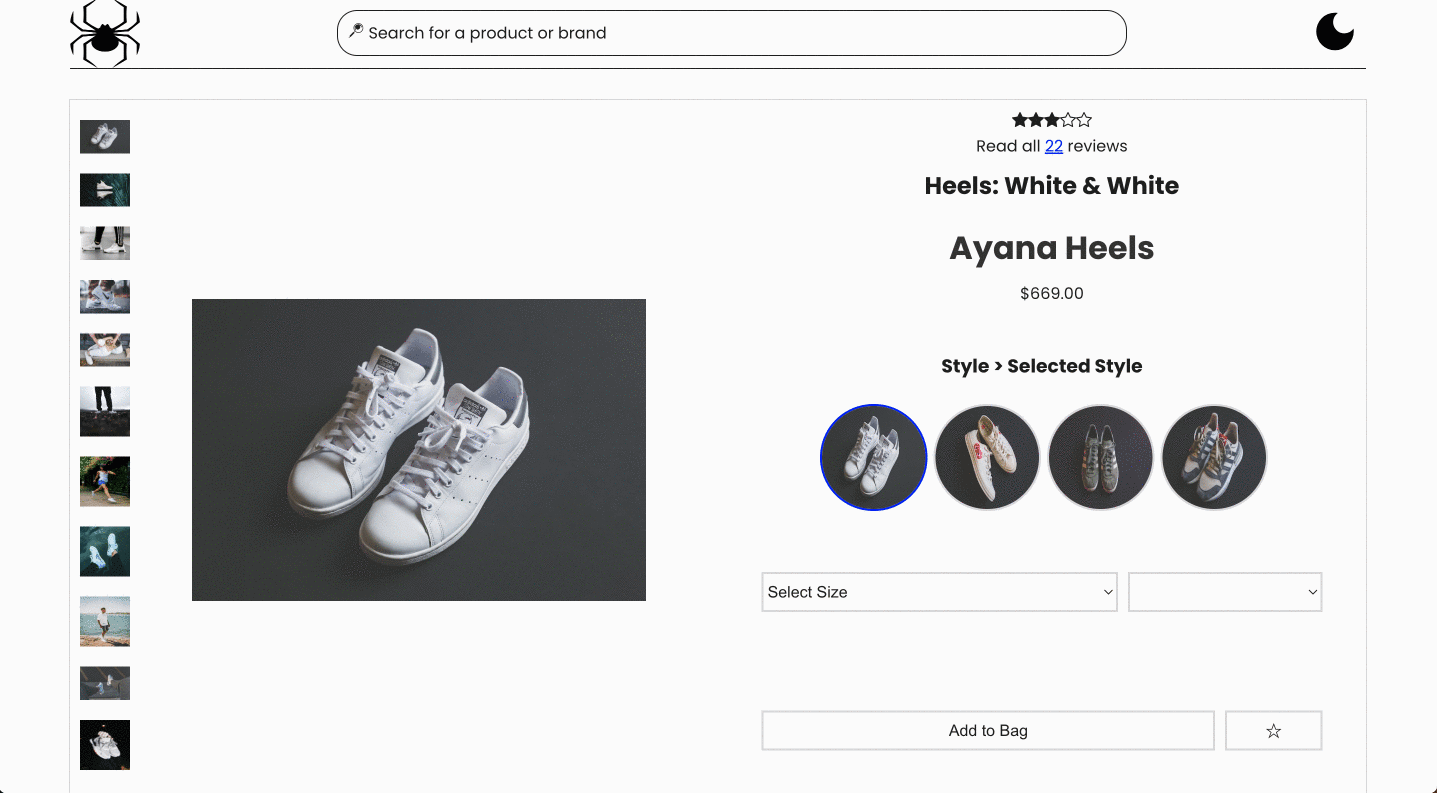 Search for a product or brand
★★★☆☆
Read all 22 reviews
Heels: White & White
Ayana Heels
$669.00
Style > Selected Style
Select Size
Add to Bag
☆